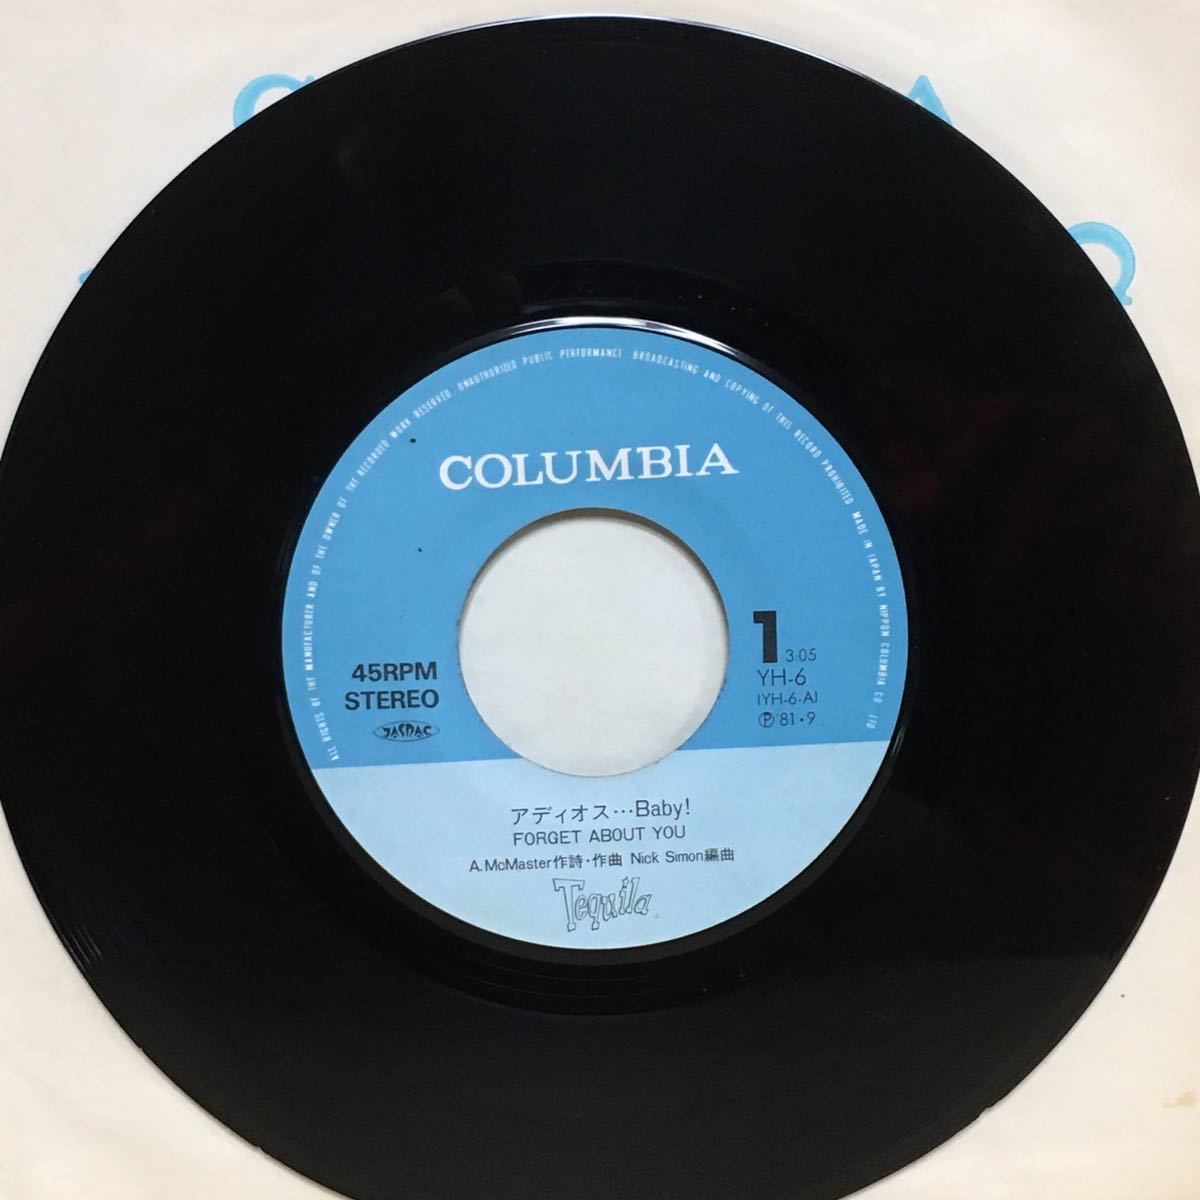 ALL RIGHTS OF THE MANUFACTURER AND OF THE OWNER OF THE RECORDED WORK RESERVED UNAUTHORIZED PUBLIC PERFORMANCE BROADCASTING AND COPYING OF THIS RECORD PROHIBITED MADE IN JAPAN BY NIPPON COLUMBIA CO LTD
COLUMBIA
45RPM
STEREO
JASRAC
1 3:05
YH-6
(YH-6-A)
Ⓟ'81・9
アディオス…Baby!
FORGET ABOUT YOU
A.McMaster作詩・作曲 Nick Simon編曲
Tequila